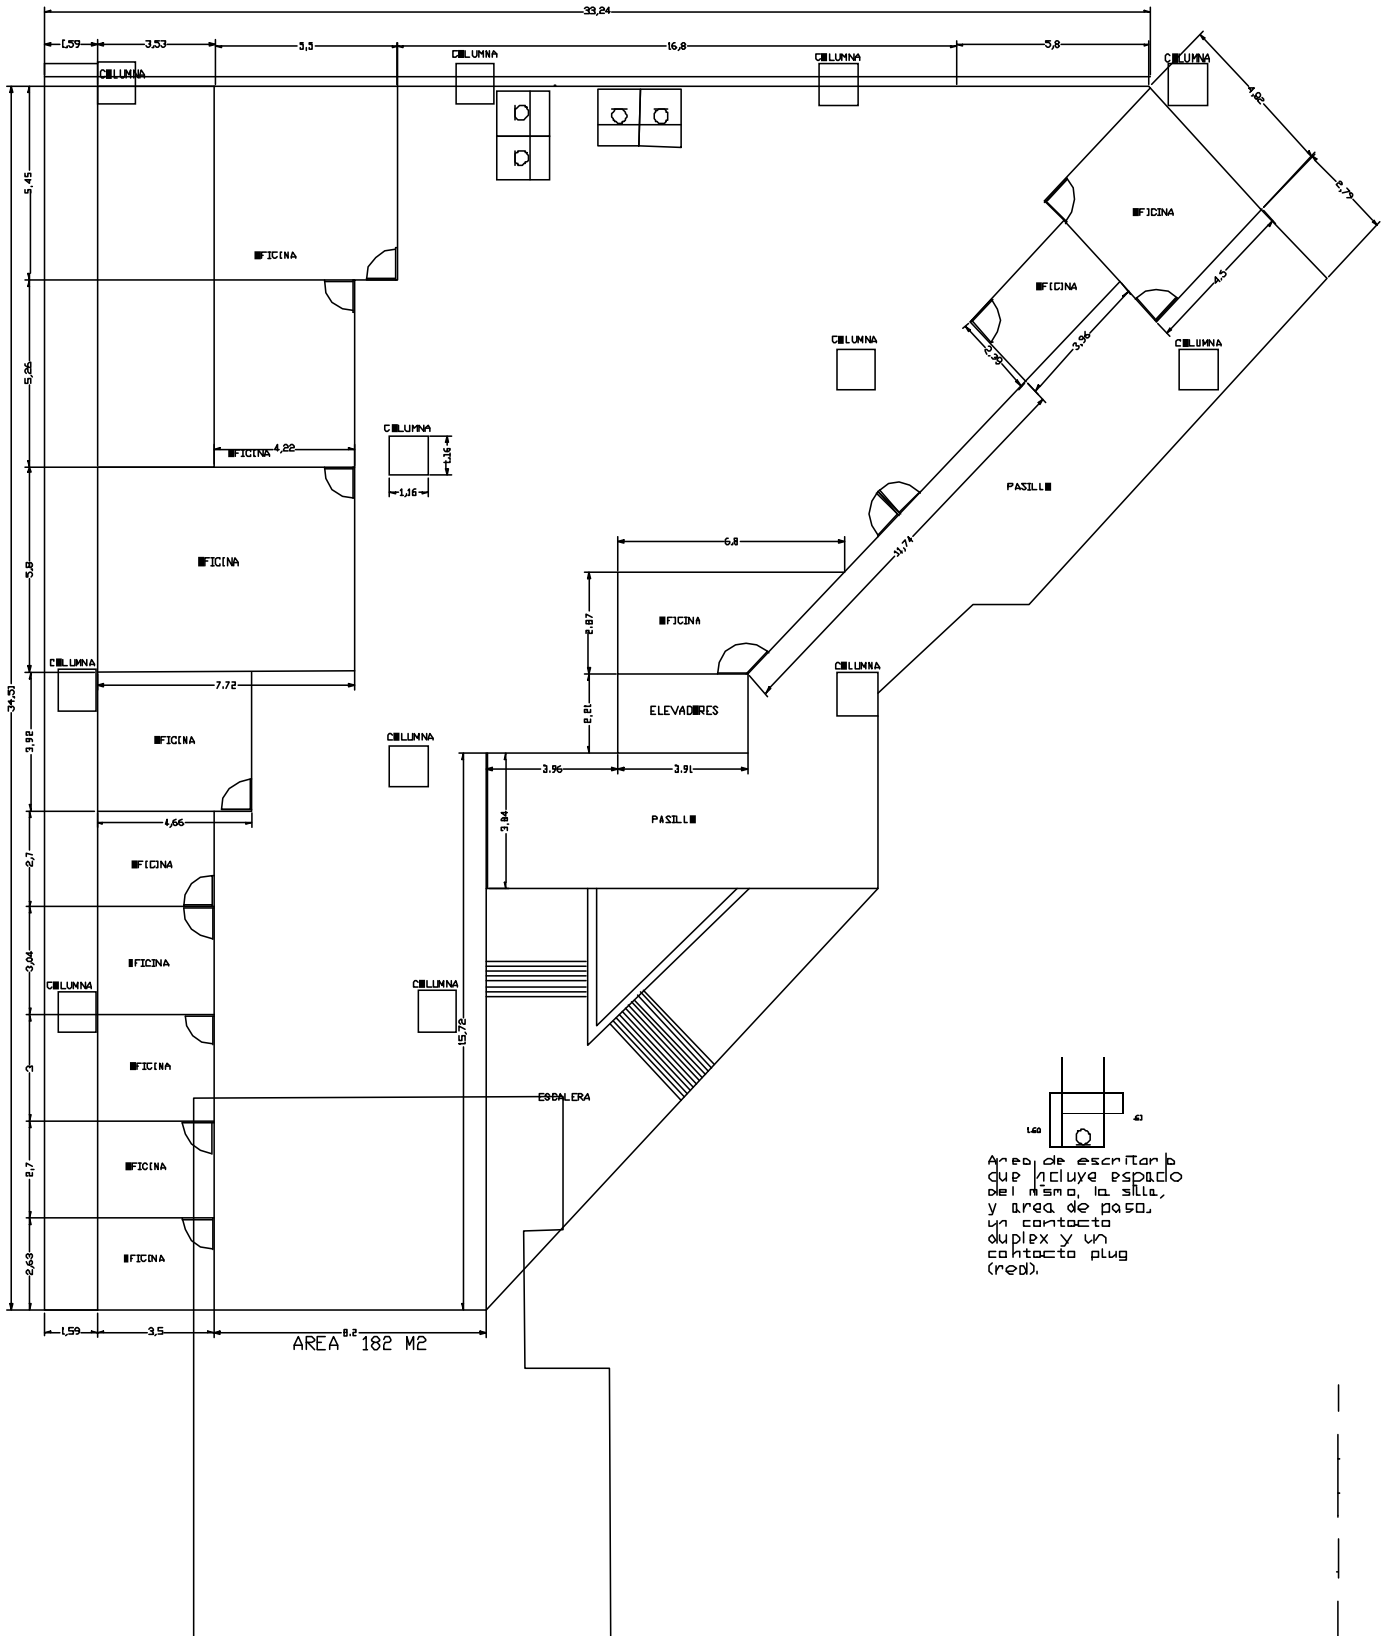 33,24
1,59
3,53
5,5
16,8
5,8
COLUMNA
COLUMNA
COLUMNA
COLUMNA
4,82
2,79
5,45
OFICINA
OFICINA
OFICINA
4,5
3,96
2,39
COLUMNA
COLUMNA
5,26
OFICINA
4,22
COLUMNA
1,16
1,16
PASILLO
11,74
6,8
5,8
OFICINA
2,87
OFICINA
COLUMNA
COLUMNA
7.72
34,51
3,92
OFICINA
COLUMNA
2,21
ELEVADORES
3.96
3.91
3,84
PASILLO
4,66
2,7
OFICINA
3,04
OFICINA
COLUMNA
COLUMNA
15,72
3
OFICINA
ESCALERA
2,7
OFICINA
2,63
OFICINA
1,59
3,5
8.2
AREA 182 M2
1.60
.63
Area de escritorio
que incluye espacio
del mismo, la silla,
y area de paso,
un contacto
duplex y un
contacto plug
(red).